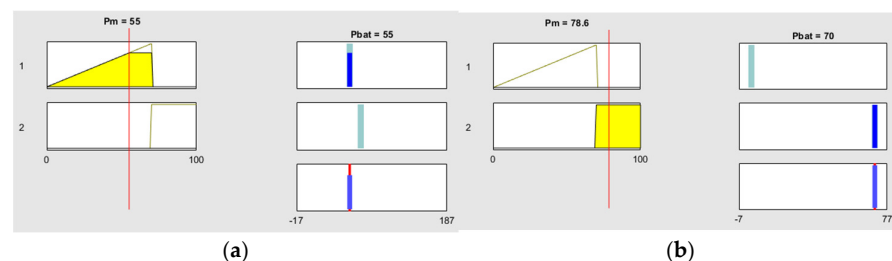 Pm = 55
Pbat = 55
1
2
0 100
-17 187
(a)
Pm = 78.6
Pbat = 70
1
2
0 100
-7 77
(b)